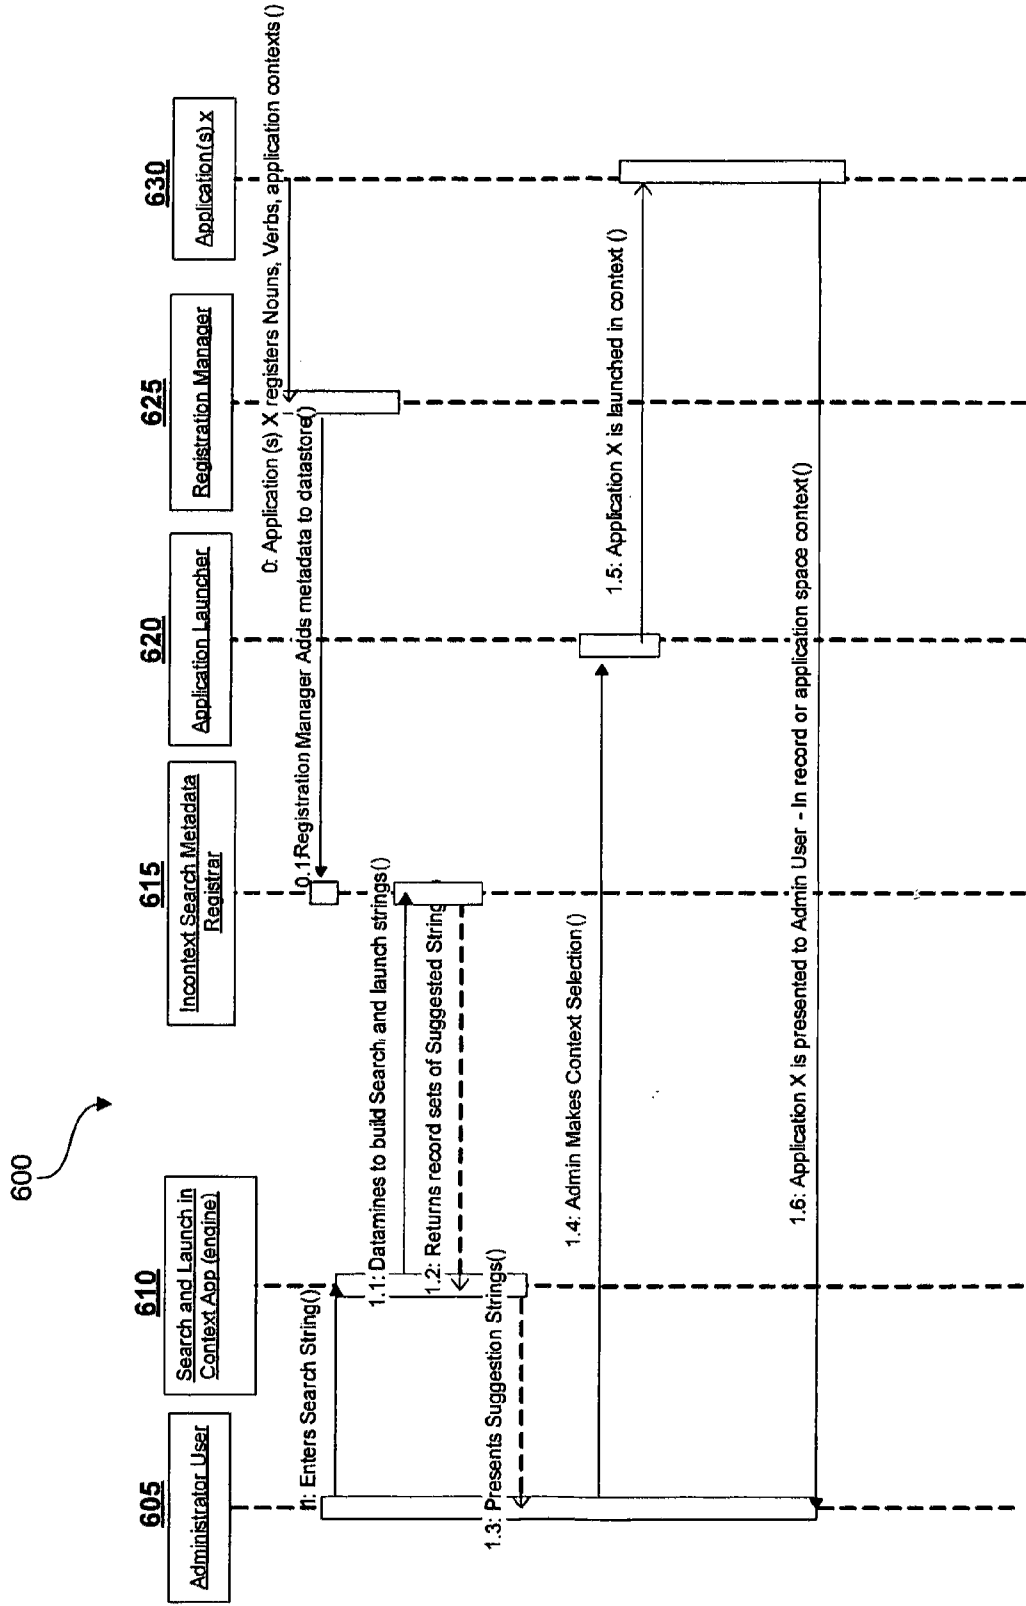 600
605
Administrator User
610
Search and Launch in
Context App (engine)
615
Incontext Search Metadata
Registrar
620
Application Launcher
625
Registration Manager
630
Application(s) x
0: Application (s) X registers Nouns, Verbs, application contexts ()
0.1:Registration Manager Adds metadata to datastore()
1: Enters Search String()
1.1: Datamines to build Search, and launch strings()
1.2: Returns record sets of Suggested String
1.3: Presents Suggestion Strings()
1.4: Admin Makes Context Selection ()
1.5: Application X is launched in context ()
1.6: Application X is presented to Admin User - In record or application space context()